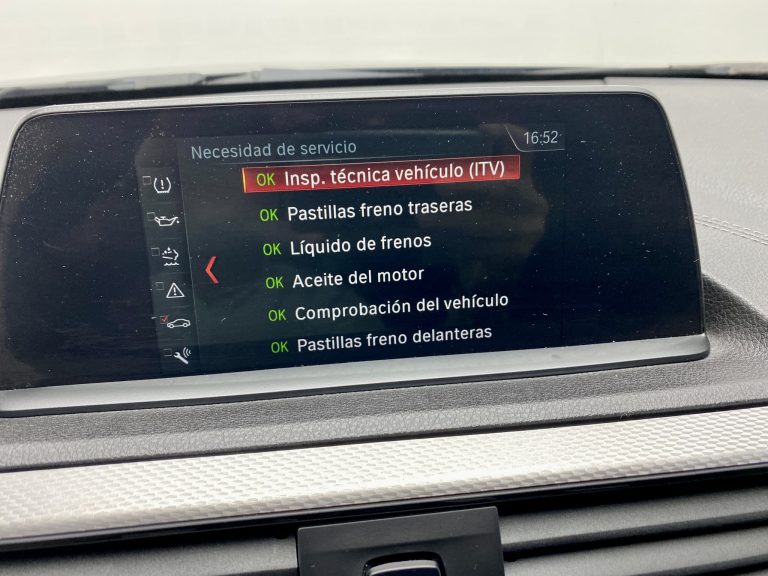 Necesidad de servicio
16:52
OK Insp. técnica vehículo (ITV)
OK Pastillas freno traseras
OK Líquido de frenos
OK Aceite del motor
OK Comprobación del vehículo
OK Pastillas freno delanteras